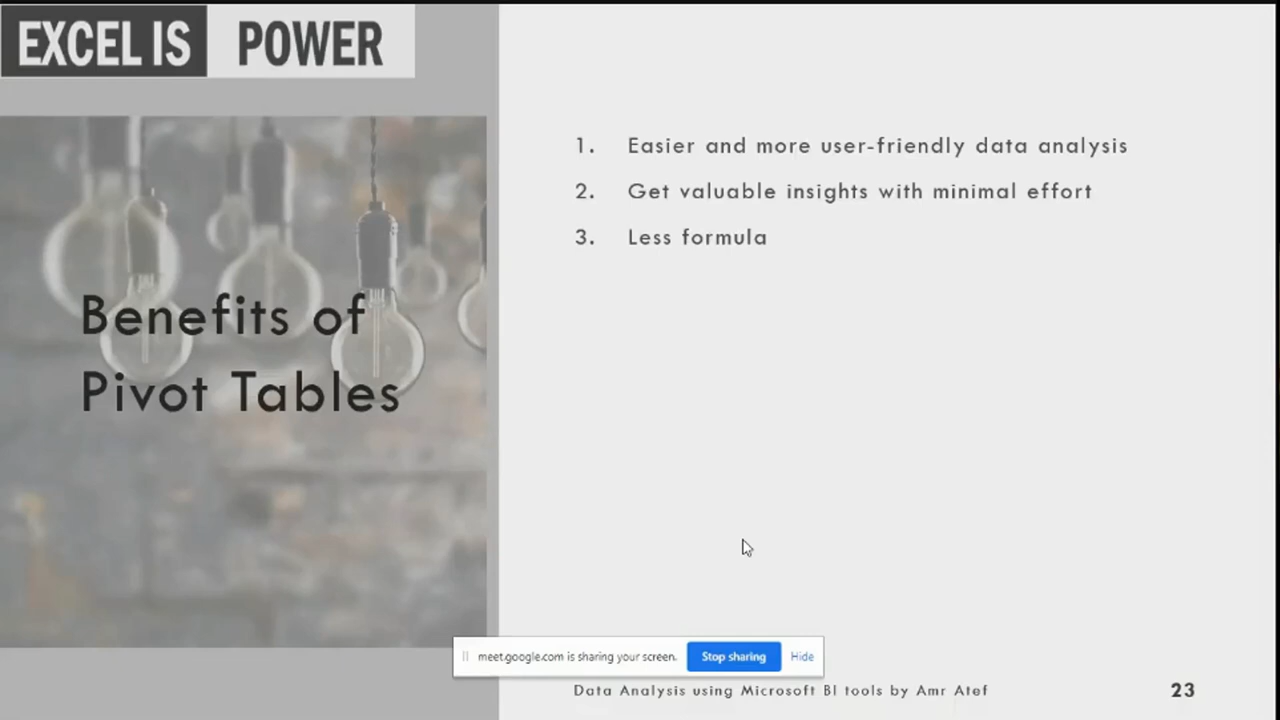 EXCEL IS POWER
Benefits of
Pivot Tables
1. Easier and more user-friendly data analysis
2. Get valuable insights with minimal effort
3. Less formula
meet.google.com is sharing your screen. Stop sharing Hide
Data Analysis using Microsoft BI tools by Amr Atef 23